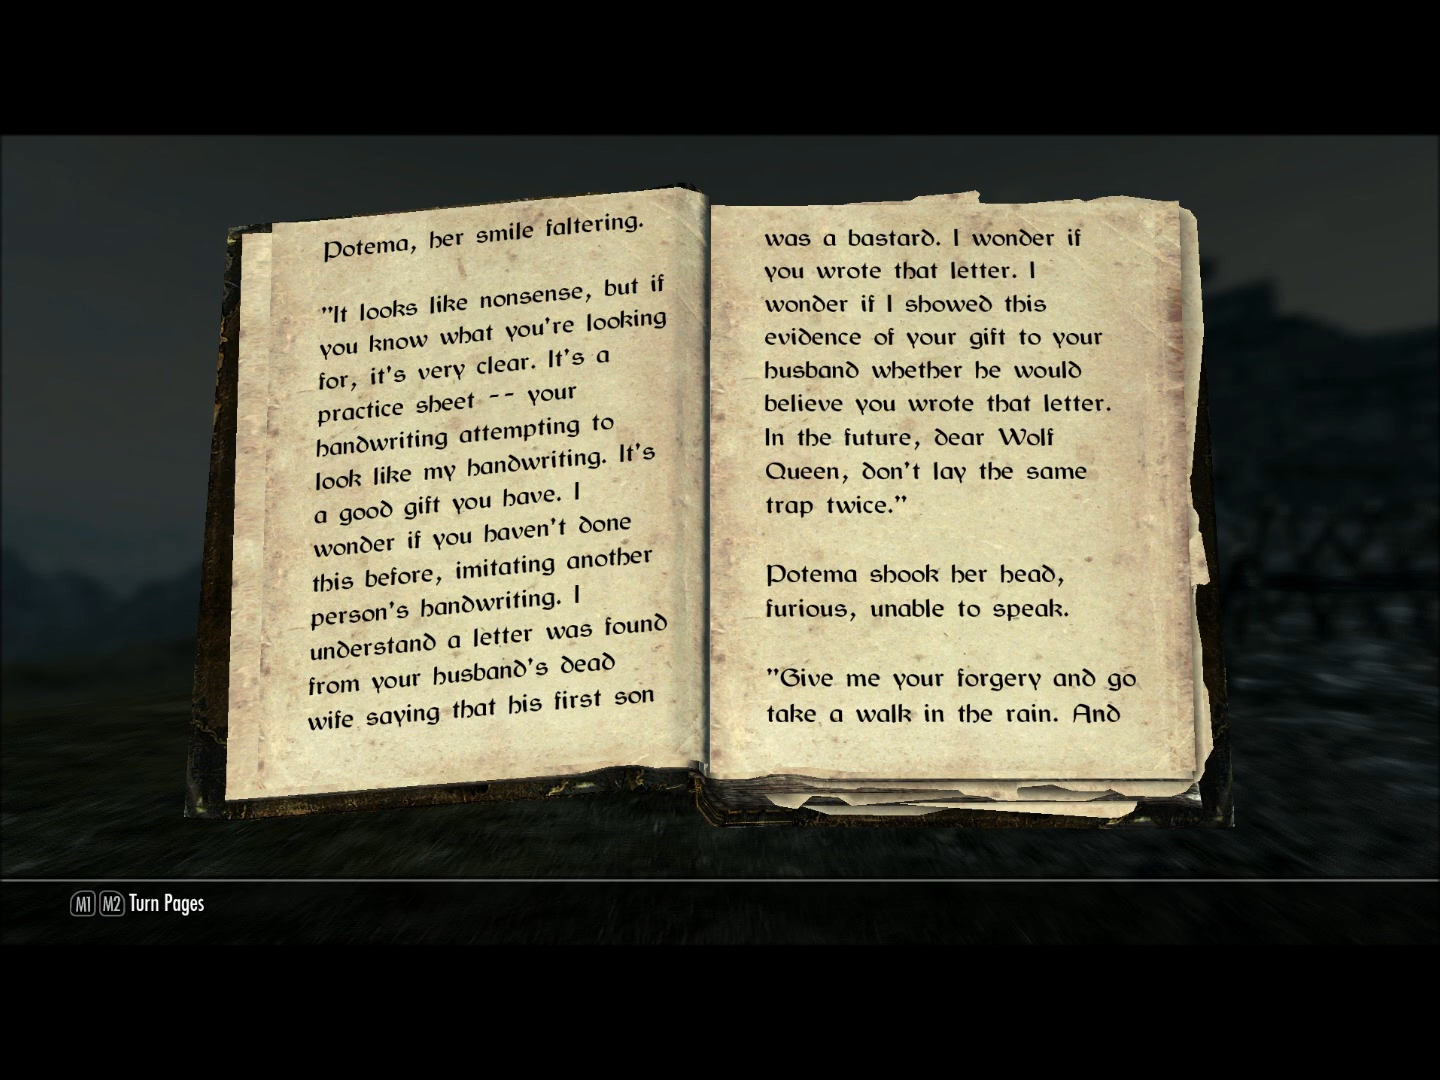 Potema, her smile faltering.
"It looks like nonsense, but if
you know what you're looking
for, it's very clear. It's a
practice sheet -- your
handwriting attempting to
look like my handwriting. It's
a good gift you have. I
wonder if you haven't done
this before, imitating another
person's handwriting. I
understand a letter was found
from your husband's dead
wife saying that his first son
was a bastard. I wonder if
you wrote that letter. I
wonder if I showed this
evidence of your gift to your
husband whether he would
believe you wrote that letter.
In the future, dear Wolf
Queen, don't lay the same
trap twice."
Potema shook her head,
furious, unable to speak.
"Give me your forgery and go
take a walk in the rain. And
M1 M2 Turn Pages